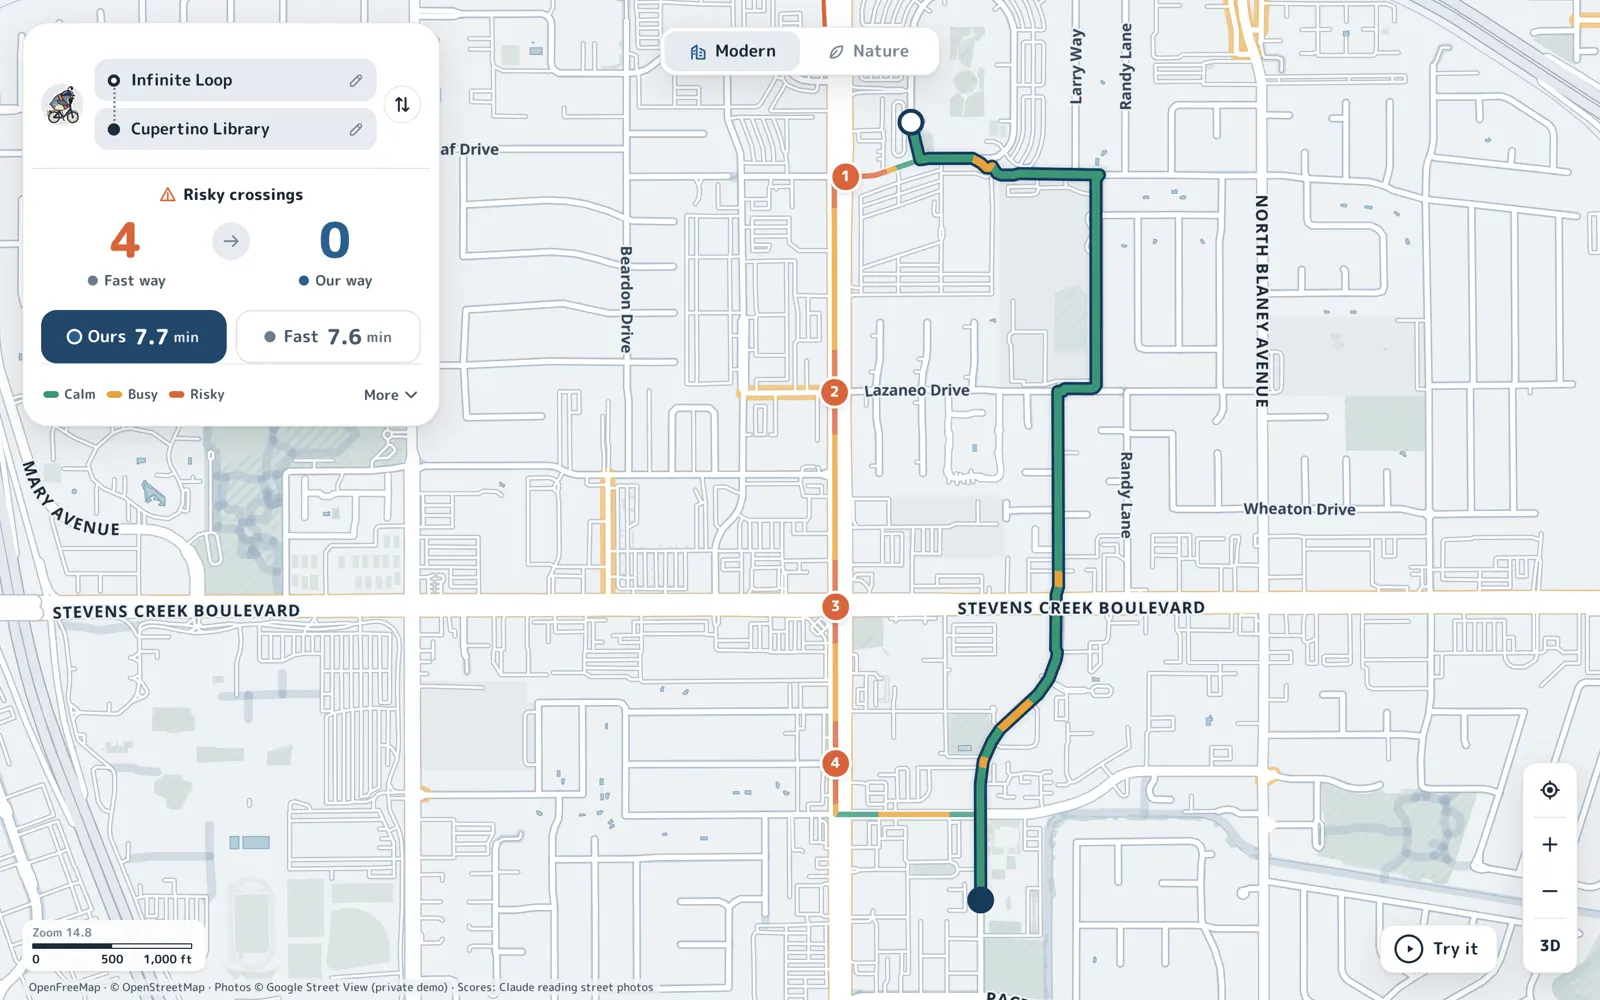 Infinite Loop
Cupertino Library
Risky crossings
4
0
Fast way
Our way
Ours 7.7 min
Fast 7.6 min
Calm
Busy
Risky
More
Modern
Nature
Larry Way
Randy Lane
af Drive
1
Beardon Drive
NORTH BLANEY AVENUE
2
Lazaneo Drive
MARY AVENUE
Randy Lane
Wheaton Drive
STEVENS CREEK BOULEVARD
3
STEVENS CREEK BOULEVARD
4
Zoom 14.8
0 500 1,000 ft
Try it
+
−
3D
OpenFreeMap · © OpenStreetMap · Photos © Google Street View (private demo) · Scores: Claude reading street photos